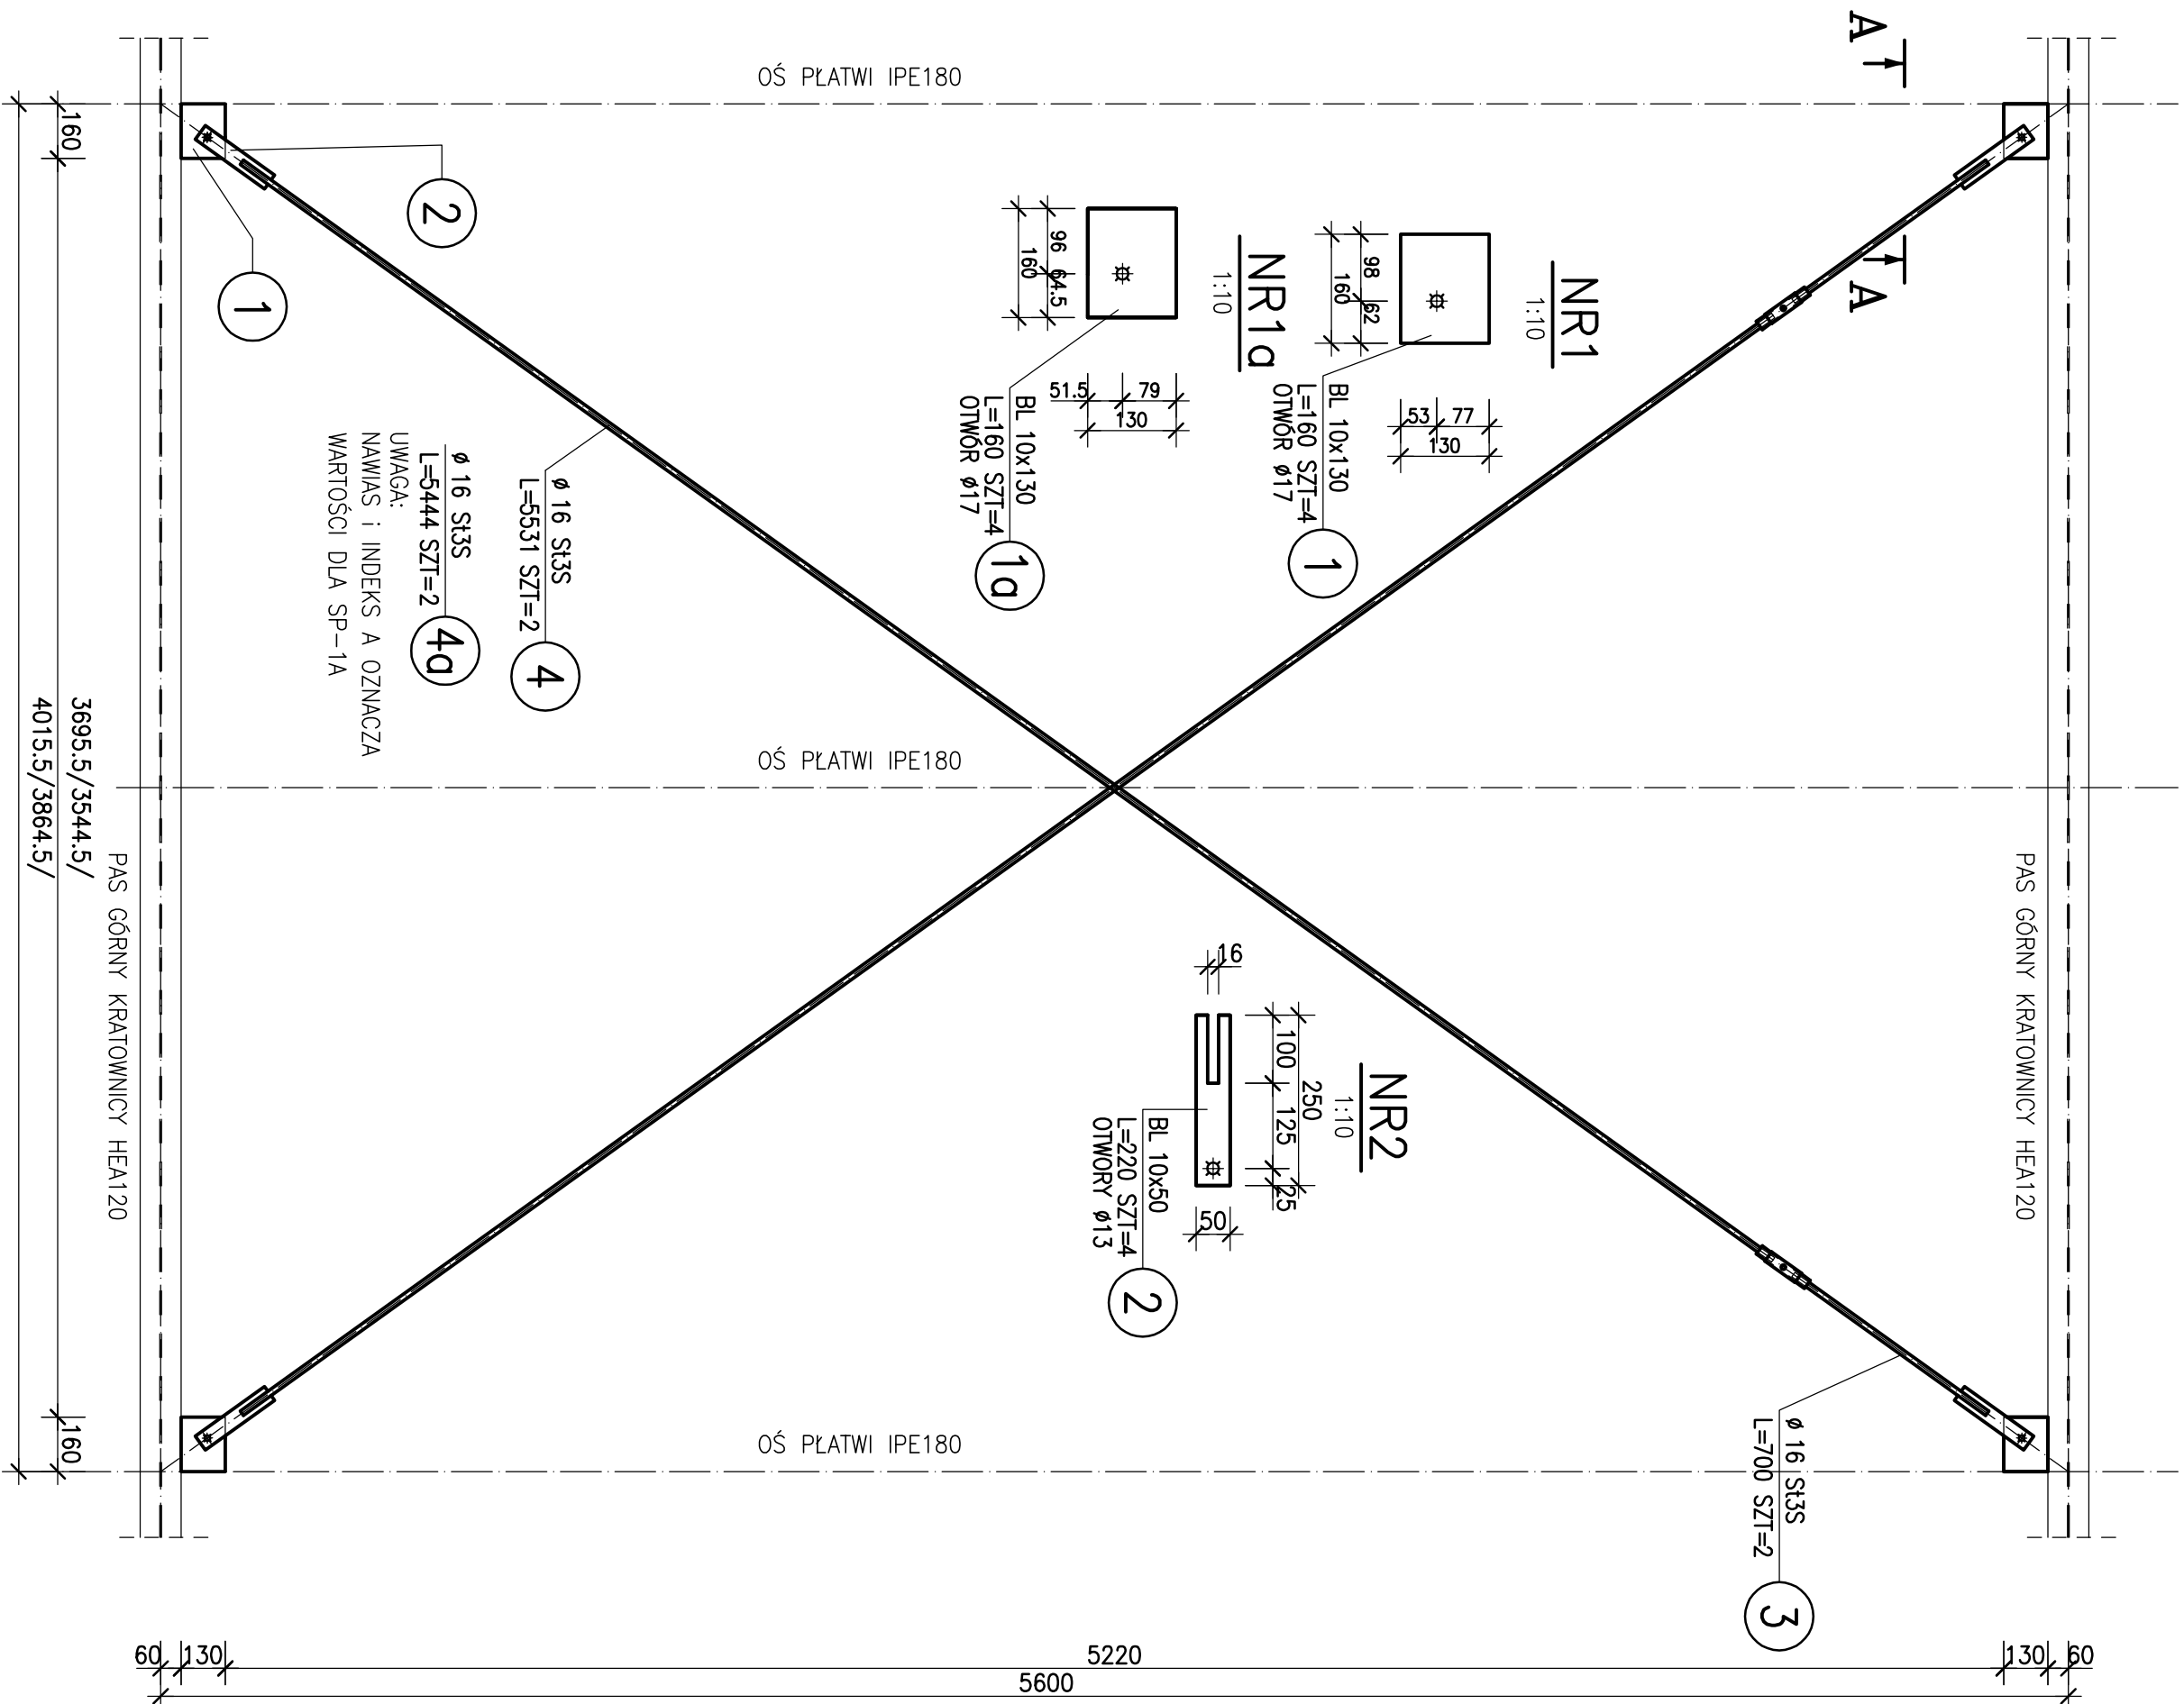 A
A
OŚ PŁATWI IPE180
OŚ PŁATWI IPE180
OŚ PŁATWI IPE180
PAS GÓRNY KRATOWNICY HEA120
PAS GÓRNY KRATOWNICY HEA120
NR1
1:10
98
62
160
53
77
130
BL 10x130
L=160 SZT=4
OTWÓR ø17
1
NR1a
1:10
96
64.5
160
51.5
79
130
BL 10x130
L=160 SZT=4
OTWÓR ø17
1a
2
1
ø 16 St3S
L=5531 SZT=2
4
ø 16 St3S
L=5444 SZT=2
4a
UWAGA:
NAWIAS i INDEKS A OZNACZA
WARTOŚCI DLA SP-1A
NR2
1:10
250
100
125
25
16
50
BL 10x50
L=220 SZT=4
OTWORY ø13
2
ø 16 St3S
L=700 SZT=2
3
160
3695.5/3544.5/
160
4015.5/3864.5/
60
130
5220
130
60
5600